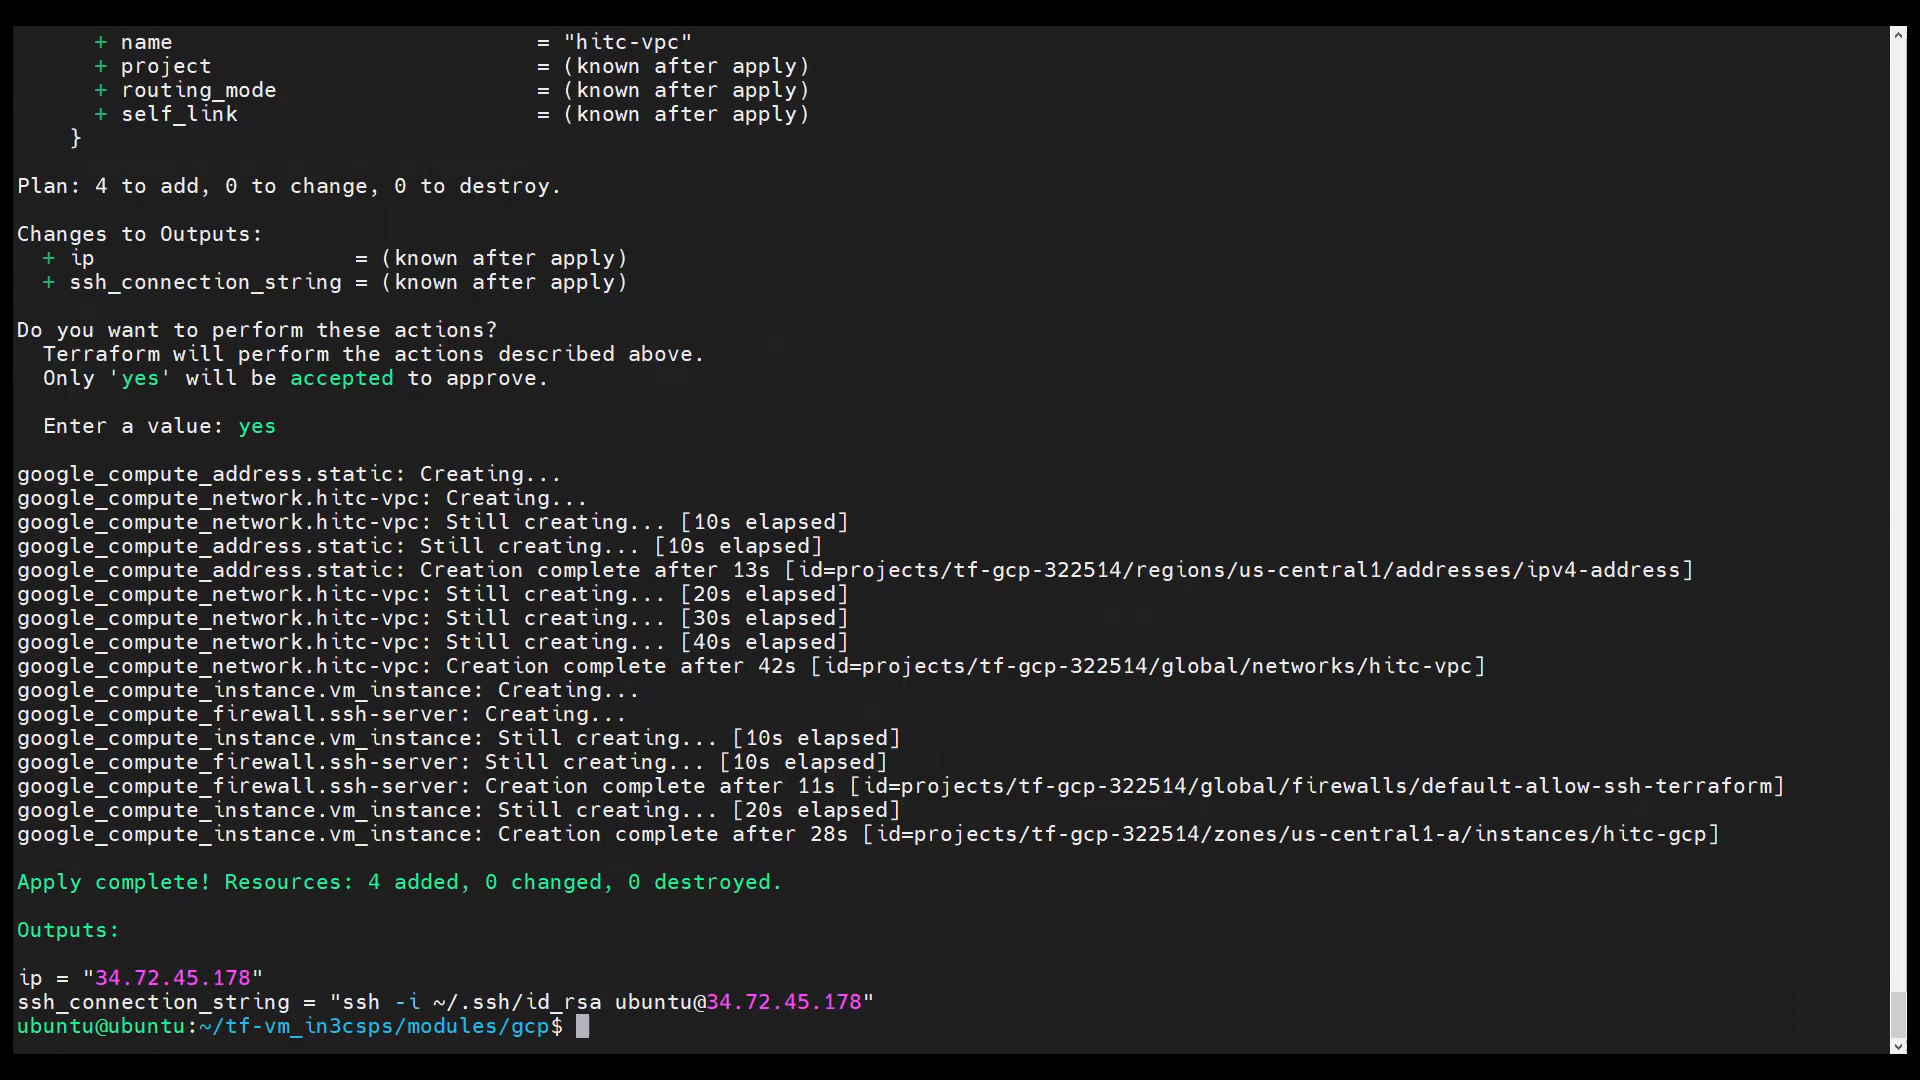 + name = "hitc-vpc"
+ project = (known after apply)
+ routing_mode = (known after apply)
+ self_link = (known after apply)
}
Plan: 4 to add, 0 to change, 0 to destroy.
Changes to Outputs:
+ ip = (known after apply)
+ ssh_connection_string = (known after apply)
Do you want to perform these actions?
Terraform will perform the actions described above.
Only 'yes' will be accepted to approve.
Enter a value: yes
google_compute_address.static: Creating...
google_compute_network.hitc-vpc: Creating...
google_compute_network.hitc-vpc: Still creating... [10s elapsed]
google_compute_address.static: Still creating... [10s elapsed]
google_compute_address.static: Creation complete after 13s [id=projects/tf-gcp-322514/regions/us-central1/addresses/ipv4-address]
google_compute_network.hitc-vpc: Still creating... [20s elapsed]
google_compute_network.hitc-vpc: Still creating... [30s elapsed]
google_compute_network.hitc-vpc: Still creating... [40s elapsed]
google_compute_network.hitc-vpc: Creation complete after 42s [id=projects/tf-gcp-322514/global/networks/hitc-vpc]
google_compute_instance.vm_instance: Creating...
google_compute_firewall.ssh-server: Creating...
google_compute_instance.vm_instance: Still creating... [10s elapsed]
google_compute_firewall.ssh-server: Still creating... [10s elapsed]
google_compute_firewall.ssh-server: Creation complete after 11s [id=projects/tf-gcp-322514/global/firewalls/default-allow-ssh-terraform]
google_compute_instance.vm_instance: Still creating... [20s elapsed]
google_compute_instance.vm_instance: Creation complete after 28s [id=projects/tf-gcp-322514/zones/us-central1-a/instances/hitc-gcp]
Apply complete! Resources: 4 added, 0 changed, 0 destroyed.
Outputs:
ip = "34.72.45.178"
ssh_connection_string = "ssh -i ~/.ssh/id_rsa ubuntu@34.72.45.178"
ubuntu@ubuntu:~/tf-vm_in3csps/modules/gcp$